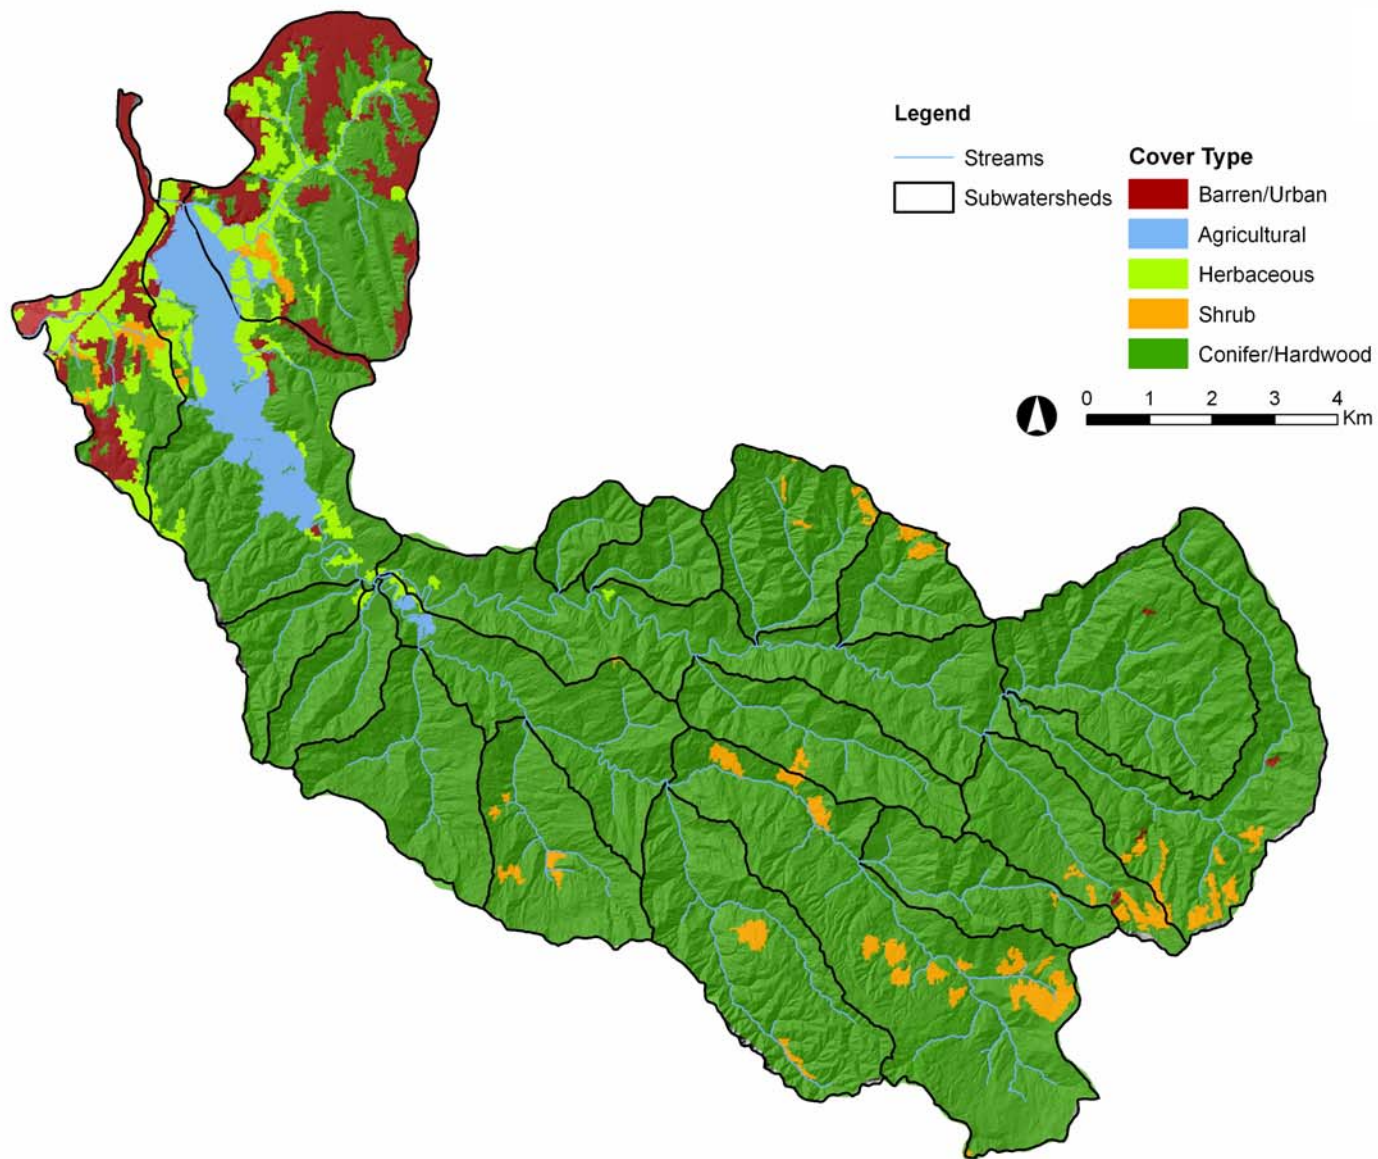 Legend
Streams
Subwatersheds
Cover Type
Barren/Urban
Agricultural
Herbaceous
Shrub
Conifer/Hardwood
0 1 2 3 4
Km